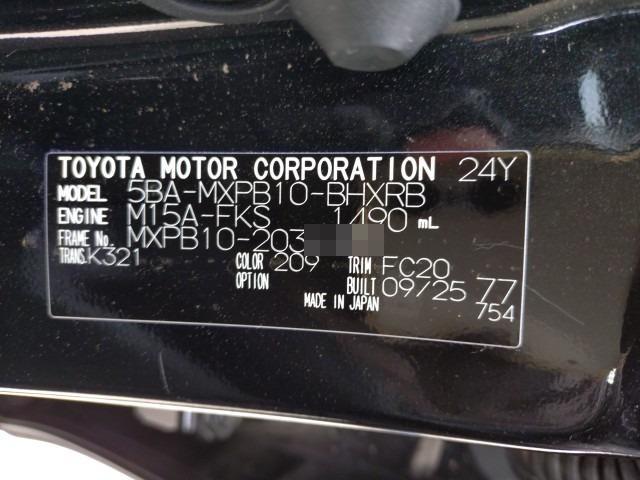 TOYOTA MOTOR CORPORATION 24Y
MODEL 5BA-MXPB10-BHXRB
ENGINE M15A-FKS 1490 mL
FRAME No. MXPB10-203
TRANS. K321 COLOR 209 TRIM FC20
OPTION BUILT 09/25 77
MADE IN JAPAN 754